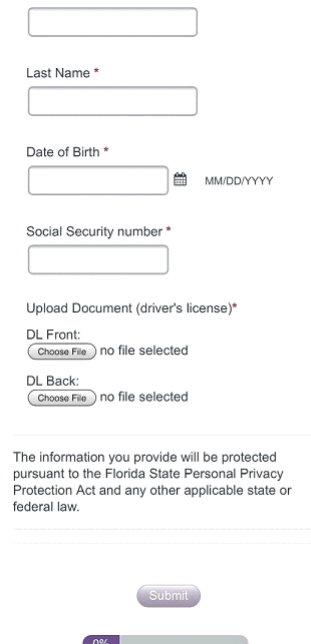 Last Name *
Date of Birth *
MM/DD/YYYY
Social Security number *
Upload Document (driver's license)*
DL Front:
Choose File no file selected
DL Back:
Choose File no file selected
The information you provide will be protected
pursuant to the Florida State Personal Privacy
Protection Act and any other applicable state or
federal law.
Submit
0%